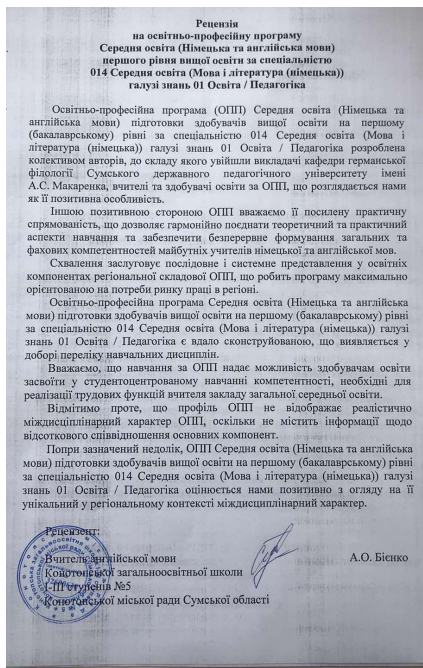 Рецензія
на освітньо-професійну програму
Середня освіта (Німецька та англійська мови)
першого рівня вищої освіти за спеціальністю
014 Середня освіта (Мова і література (німецька))
галузі знань 01 Освіта / Педагогіка
Освітньо-професійна програма (ОПП) Середня освіта (Німецька та
англійська мови) підготовки здобувачів вищої освіти на першому
(бакалаврському) рівні за спеціальністю 014 Середня освіта (Мова і
література (німецька)) галузі знань 01 Освіта / Педагогіка розроблена
колективом авторів, до складу якого увійшли викладачі кафедри германської
філології Сумського державного педагогічного університету імені
А.С. Макаренка, вчителі та здобувачі освіти за ОПП, що розглядається нами
як її позитивна особливість.
Іншою позитивною стороною ОПП вважаємо її посилену практичну
спрямованість, що дозволяє гармонійно поєднати теоретичний та практичний
аспекти навчання та забезпечити безперервне формування загальних та
фахових компетентностей майбутніх учителів німецької та англійської мов.
Схвалення заслуговує послідовне і системне представлення у освітніх
компонентах регіональної складової ОПП, що робить програму максимально
орієнтованою на потреби ринку праці в регіоні.
Освітньо-професійна програма Середня освіта (Німецька та англійська
мови) підготовки здобувачів вищої освіти на першому (бакалаврському) рівні
за спеціальністю 014 Середня освіта (Мова і література (німецька)) галузі
знань 01 Освіта / Педагогіка є вдало сконструйованою, що виявляється у
доборі переліку навчальних дисциплін.
Вважаємо, що навчання за ОПП надає можливість здобувачам освіти
засвоїти у студентоцентрованому навчанні компетентності, необхідні для
реалізації трудових функцій вчителя закладу загальної середньої освіти.
Відмітимо проте, що профіль ОПП не відображає реалістично
міждисциплінарний характер ОПП, оскільки не містить інформації щодо
відсоткового співвідношення основних компонент.
Попри зазначений недолік, ОПП Середня освіта (Німецька та англійська
мови) підготовки здобувачів вищої освіти на першому (бакалаврському) рівні
за спеціальністю 014 Середня освіта (Мова і література (німецька)) галузі
знань 01 Освіта / Педагогіка оцінюється нами позитивно з огляду на її
унікальний у регіональному контексті міждисциплінарний характер.
Рецензент:
Вчитель англійської мови А.О. Бієнко
Конотопської загальноосвітної школи
І-ІІІ ступенів №5
Конотопської міської ради Сумської області